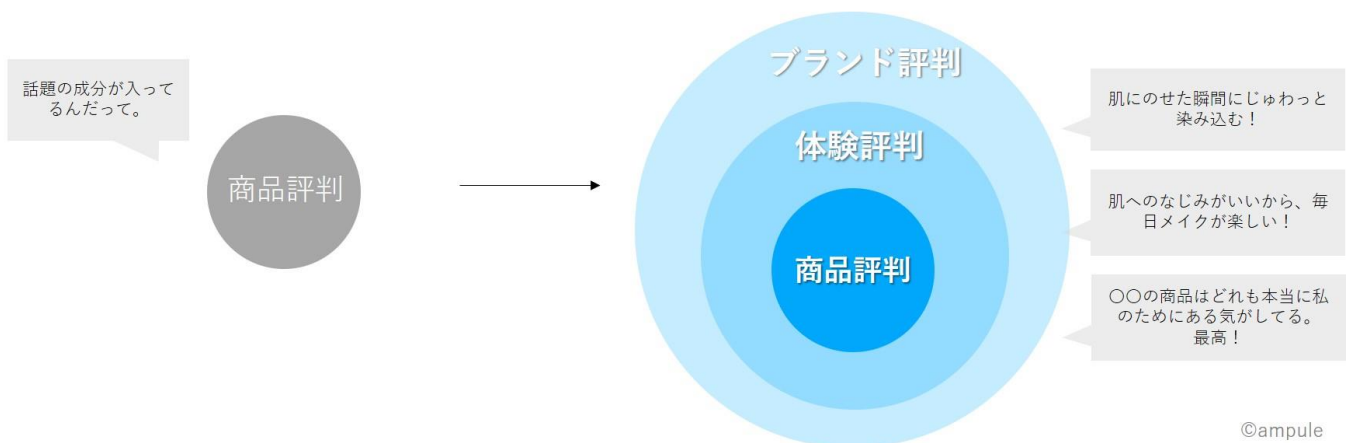 話題の成分が入って
るんだって。
商品評判
ブランド評判
体験評判
商品評判
肌にのせた瞬間にじゅわっと
染み込む！
肌へのなじみがいいから、毎
日メイクが楽しい！
〇〇の商品はどれも本当に私
のためにある気がしてる。
最高！
©ampule